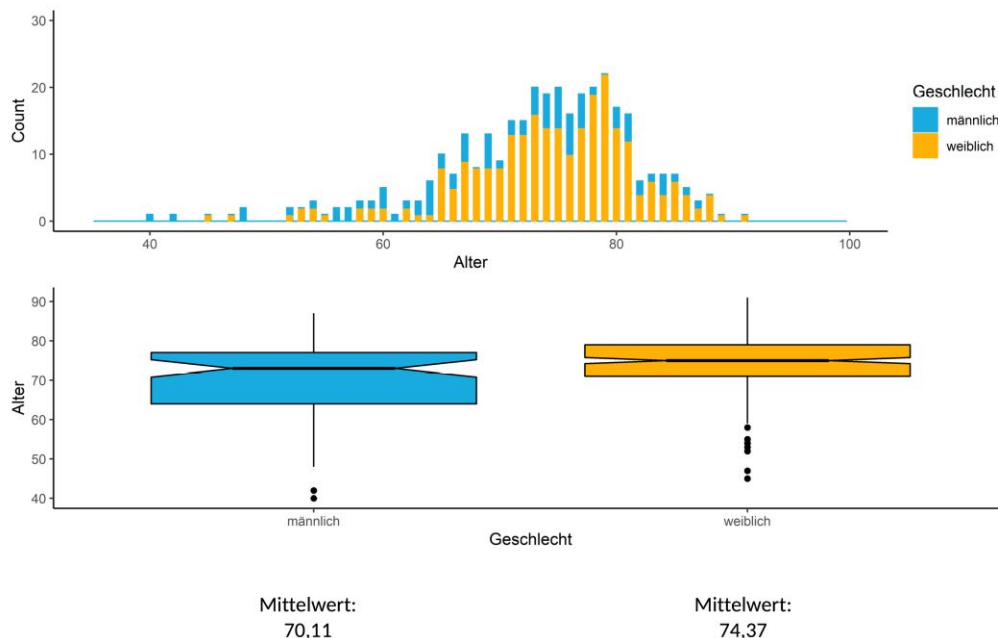 30
20
10
0
Count
40
60
80
100
Alter
Geschlecht
männlich
weiblich
90
80
70
60
50
40
Alter
männlich
weiblich
Geschlecht
Mittelwert:
70,11
Mittelwert:
74,37